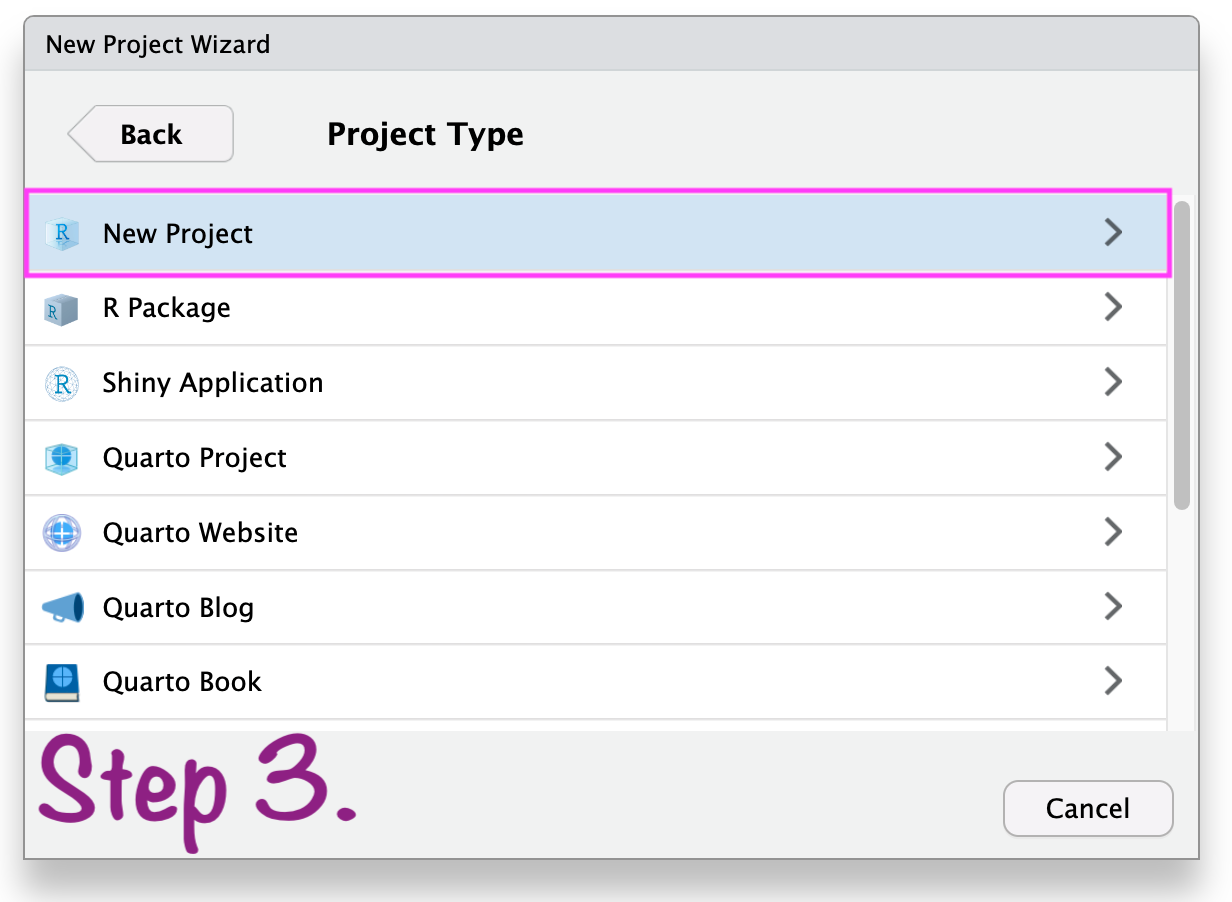 New Project Wizard
Back
Project Type
R New Project
R R Package
R Shiny Application
Quarto Project
Quarto Website
Quarto Blog
Quarto Book
Step 3.
Cancel